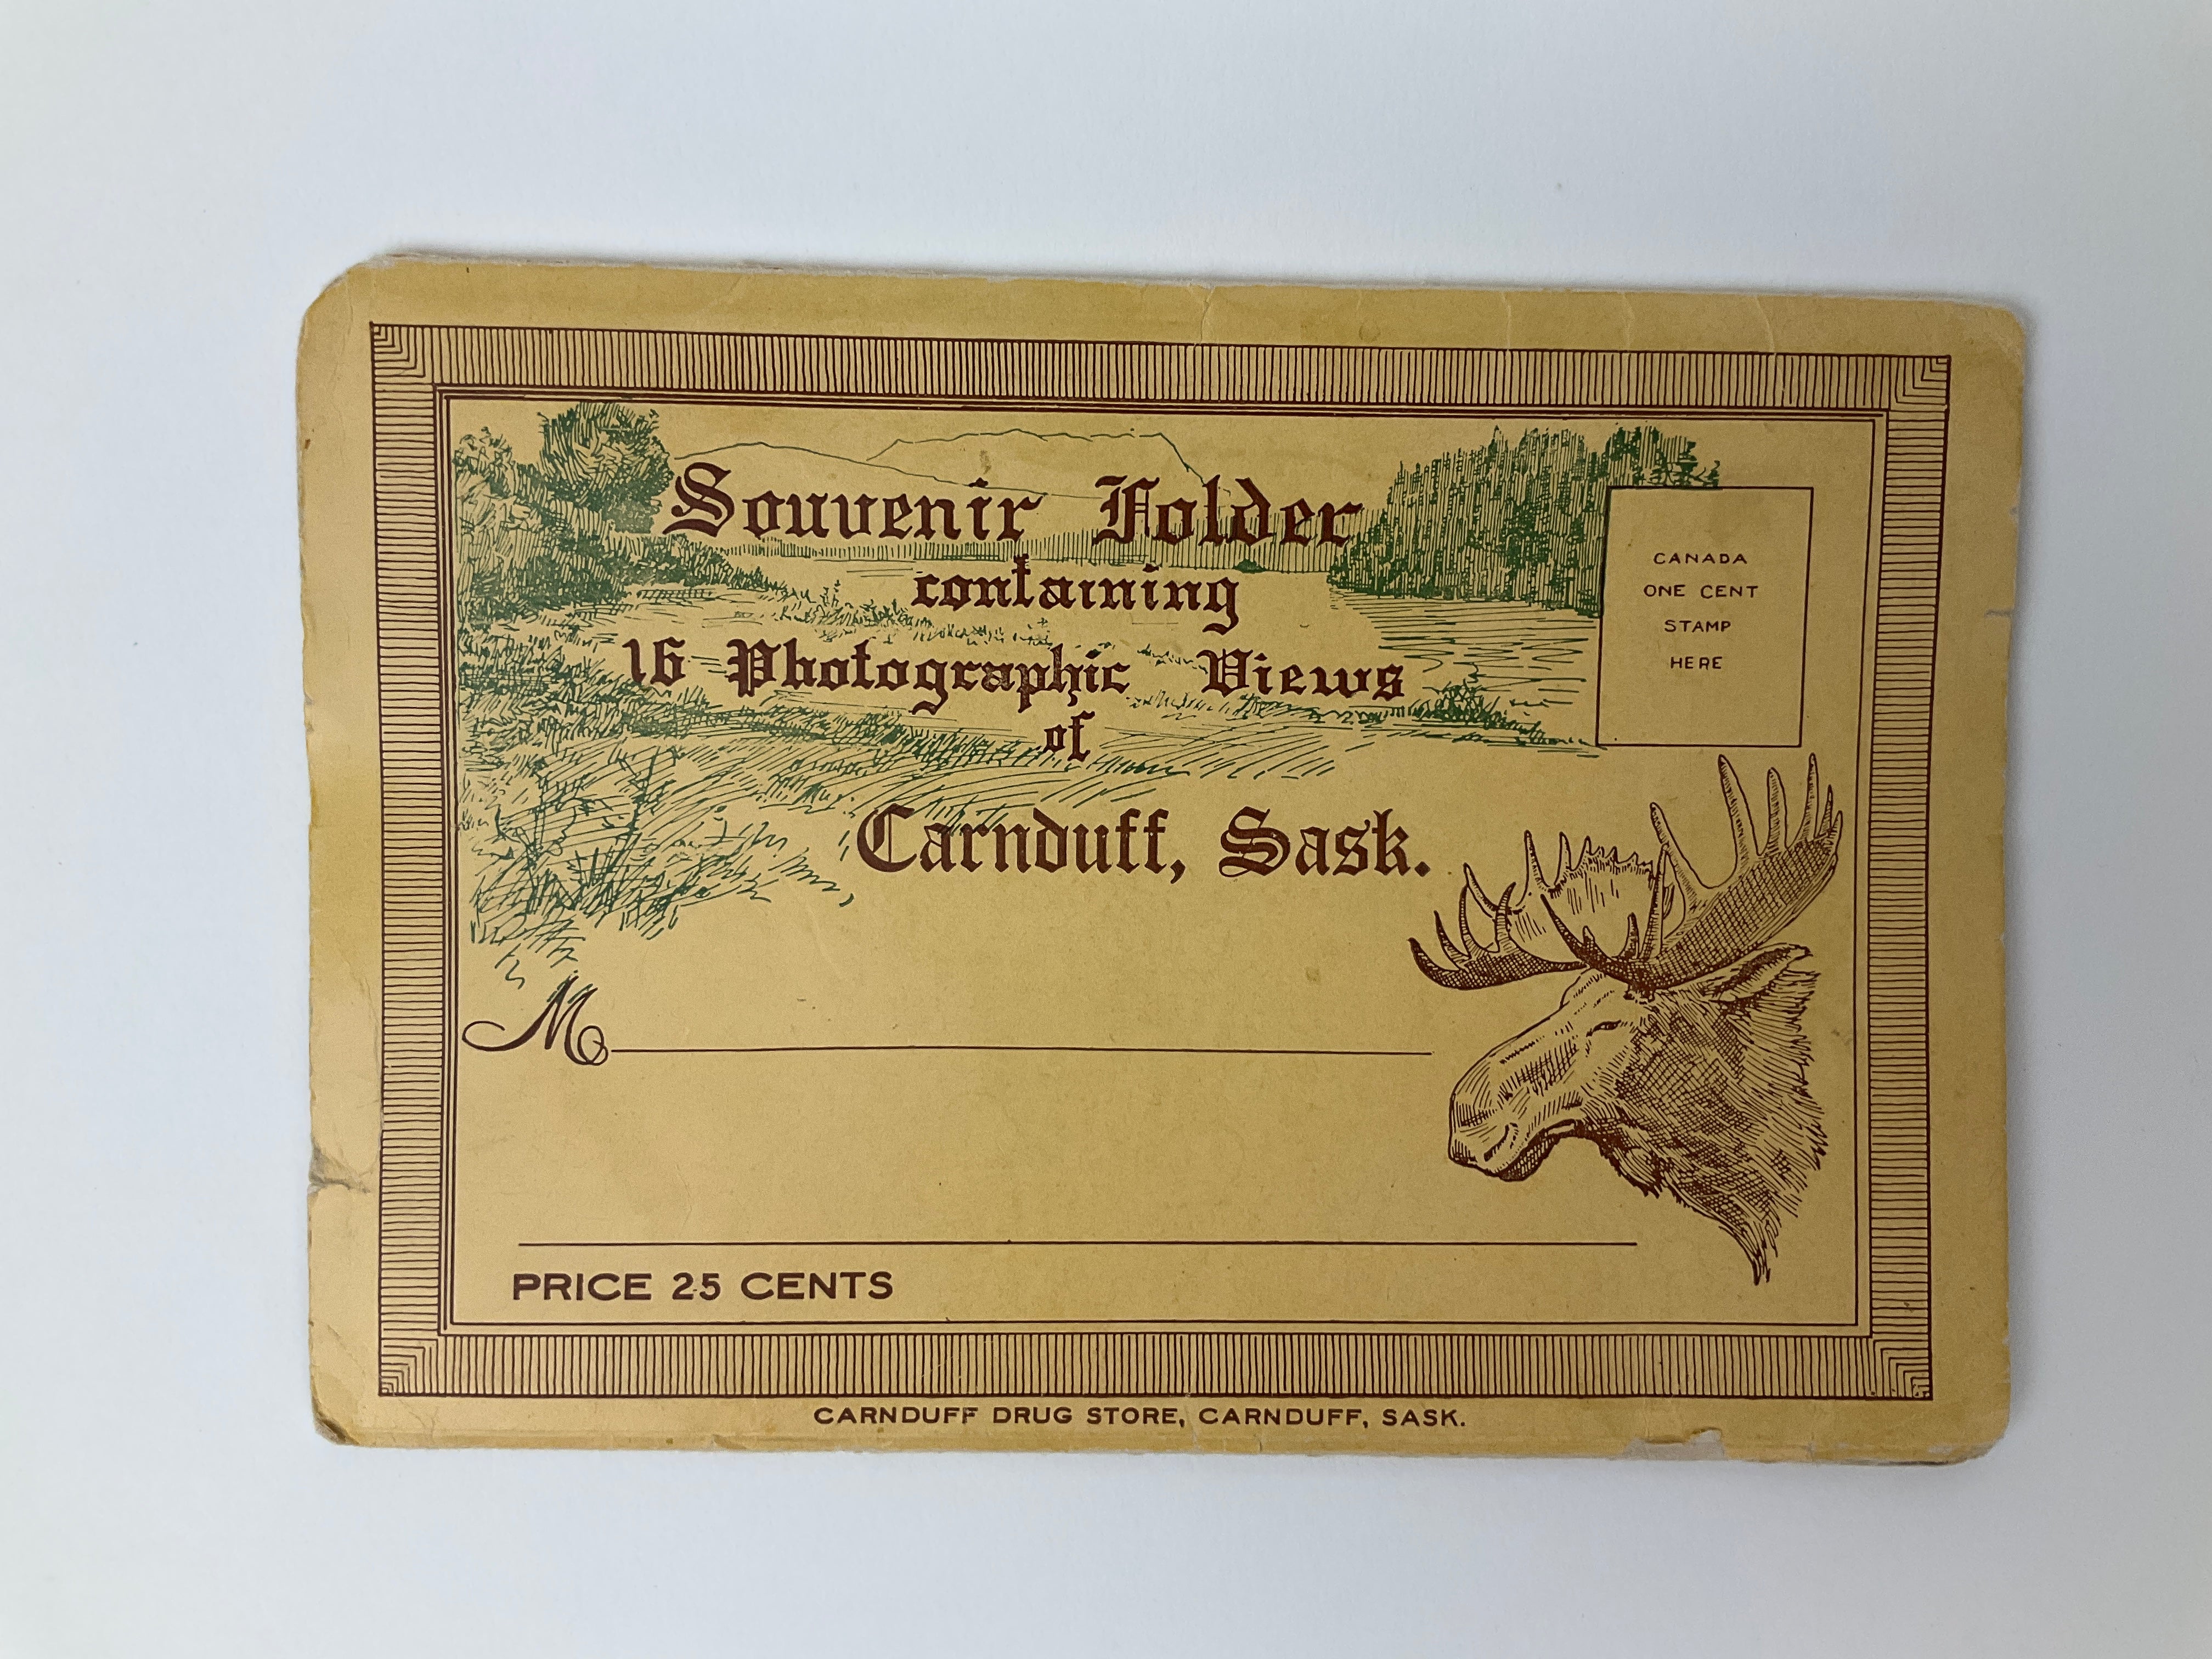 Souvenir Folder
containing
16 Photographic Views
of
Carnduff, Sask.
CANADA
ONE CENT
STAMP
HERE
M
PRICE 25 CENTS
CARNDUFF DRUG STORE, CARNDUFF, SASK.